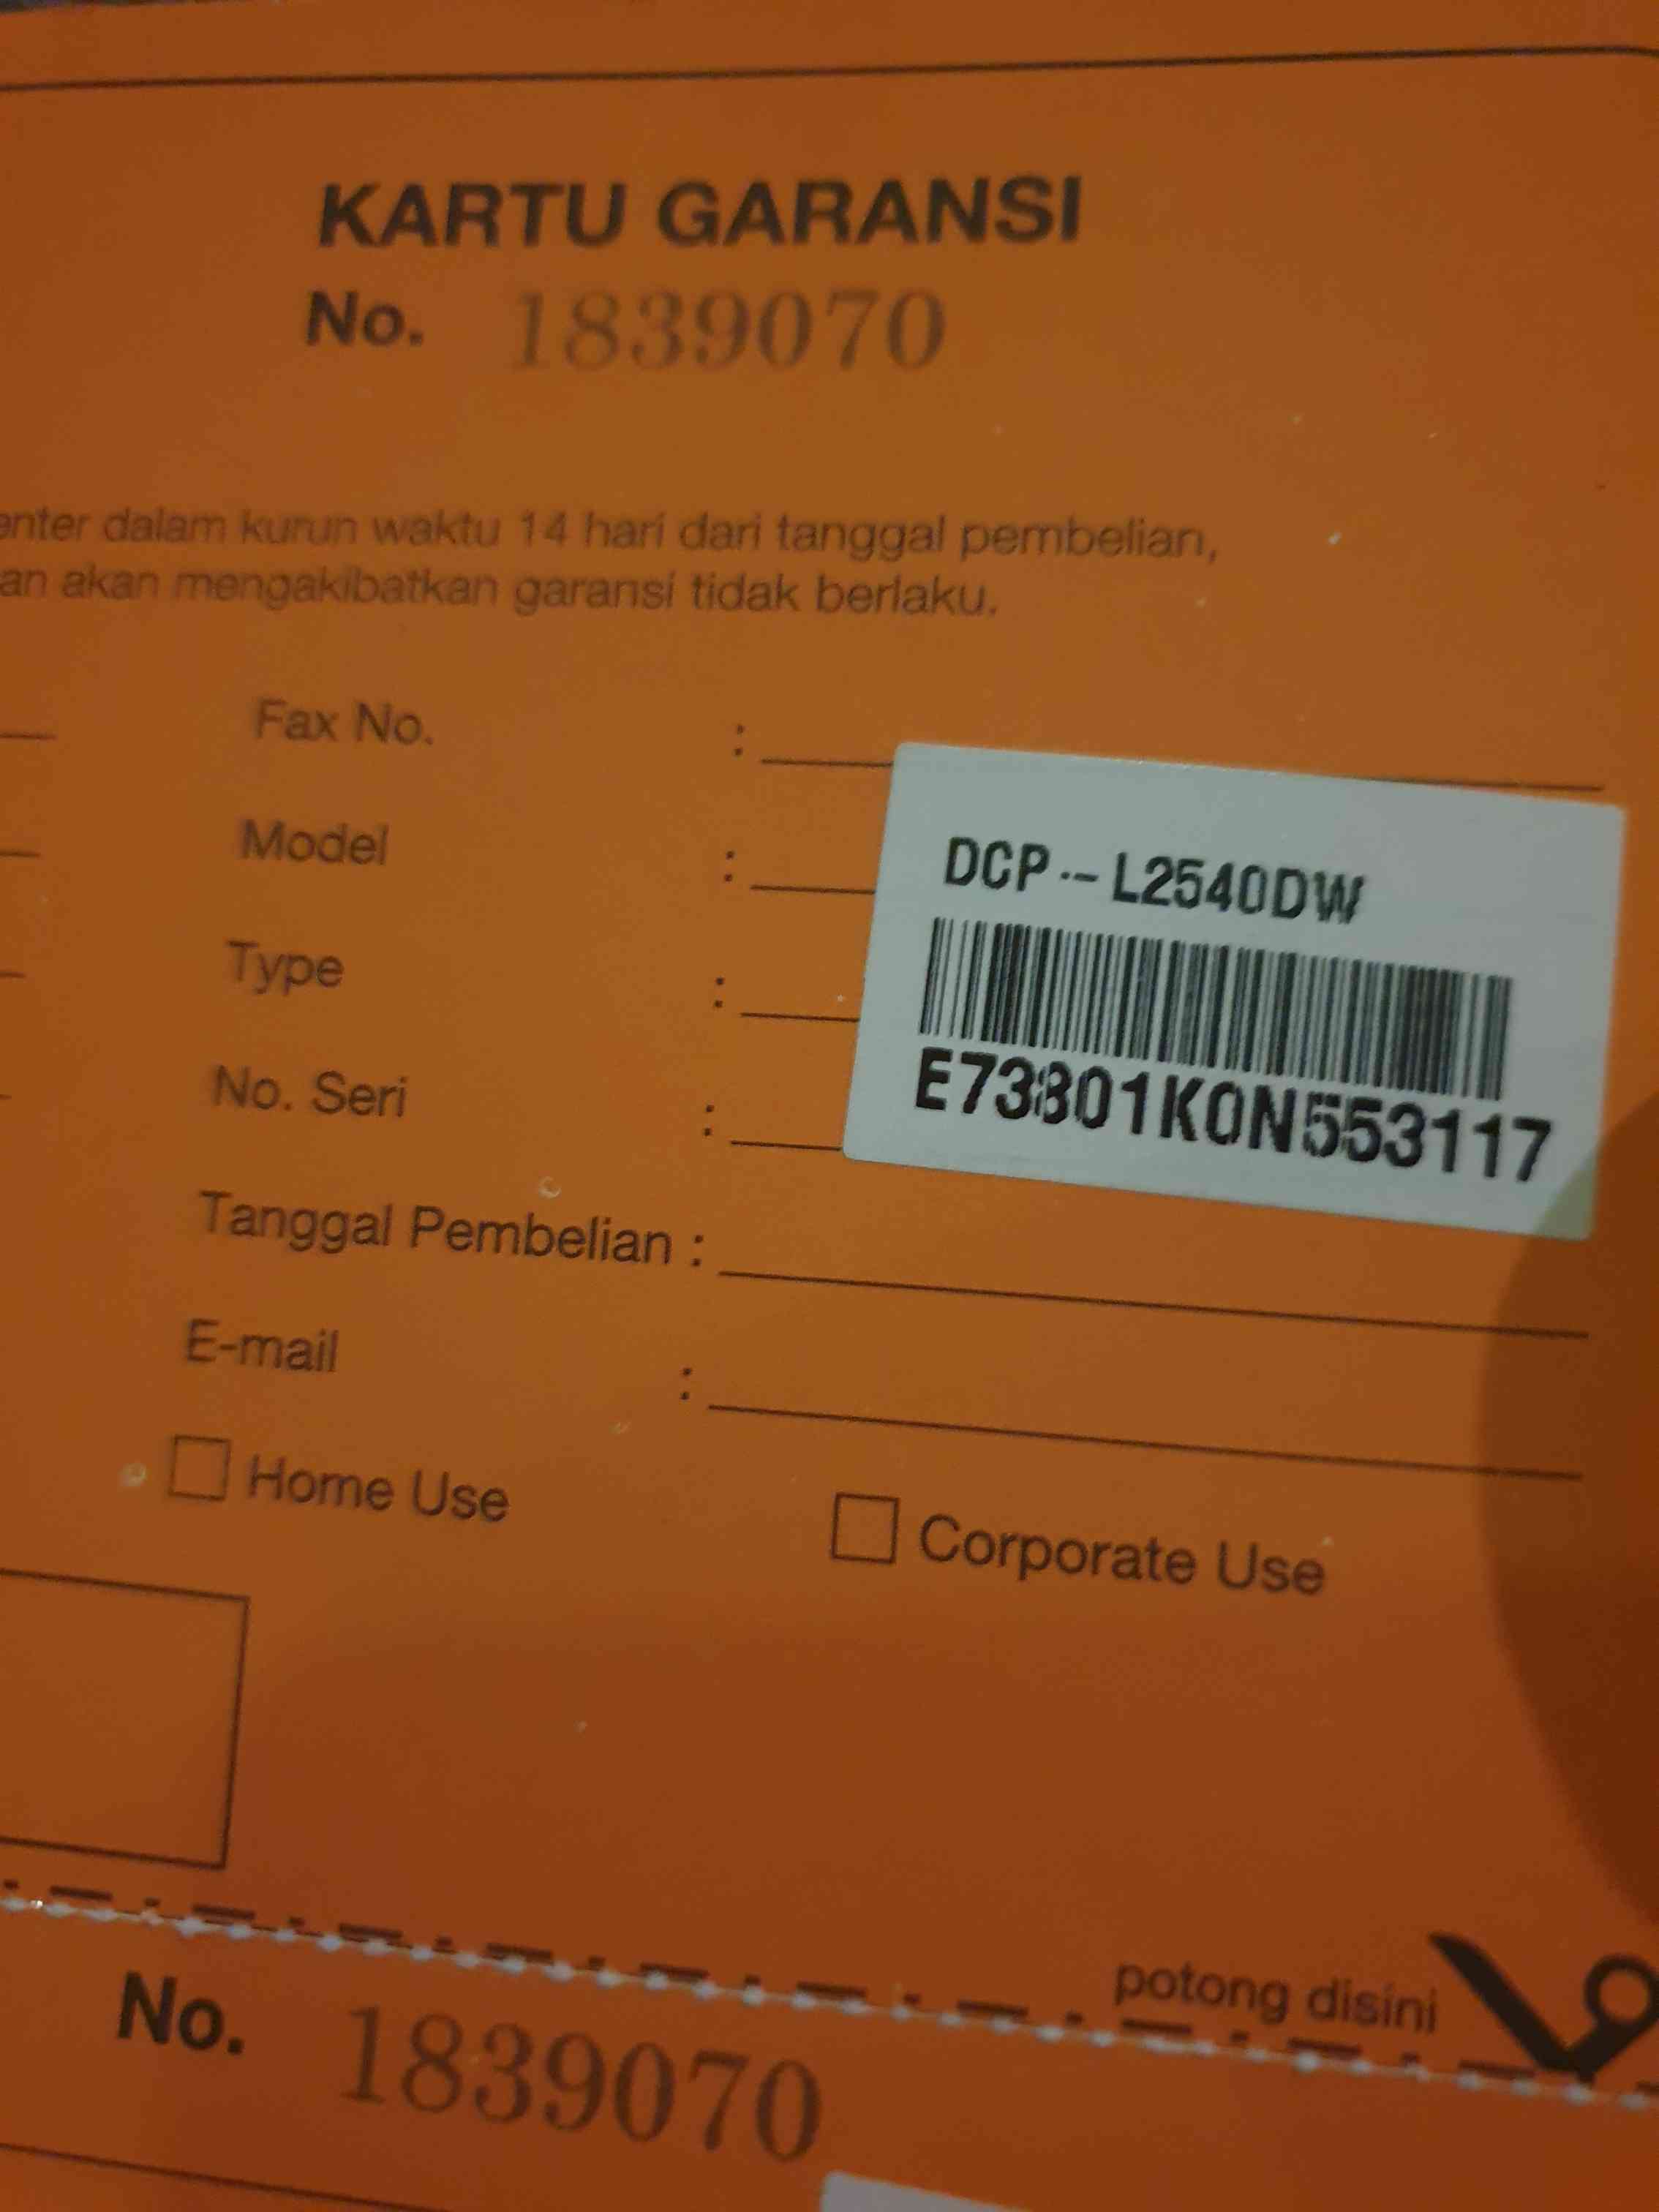 KARTU GARANSI
No. 1839070
enter dalam kurun waktu 14 hari dari tanggal pembelian,
an akan mengakibatkan garansi tidak berlaku.
Fax No. :
Model :
Type :
No. Seri :
DCP-L2540DW
E73801K0N553117
Tanggal Pembelian :
E-mail :
Home Use
Corporate Use
potong disini
No. 1839070